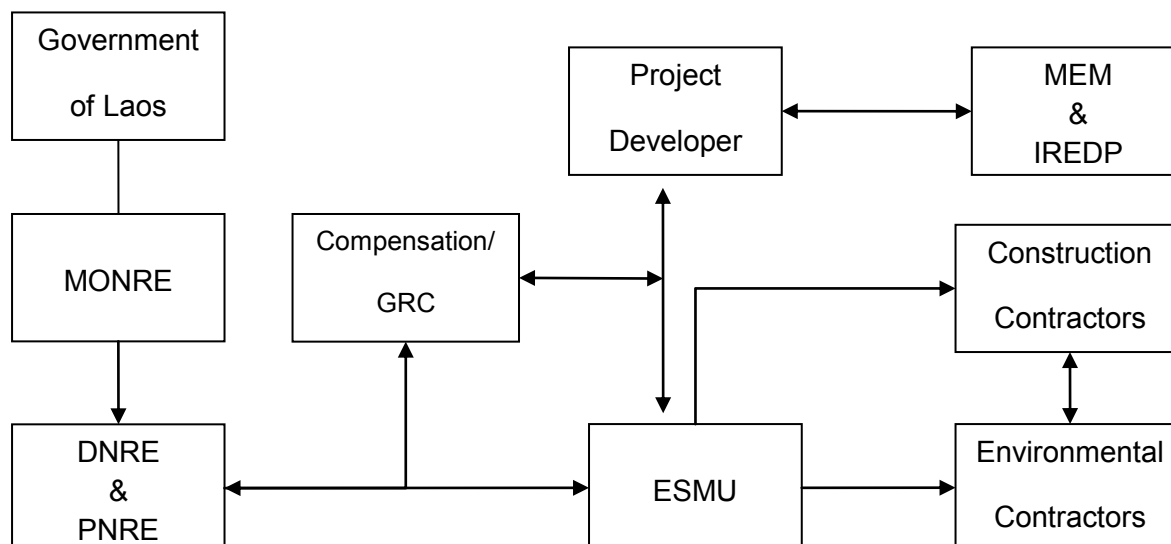 Government
of Laos
Project
Developer
MEM
&
IREDP
MONRE
Compensation/
GRC
Construction
Contractors
DNRE
&
PNRE
ESMU
Environmental
Contractors